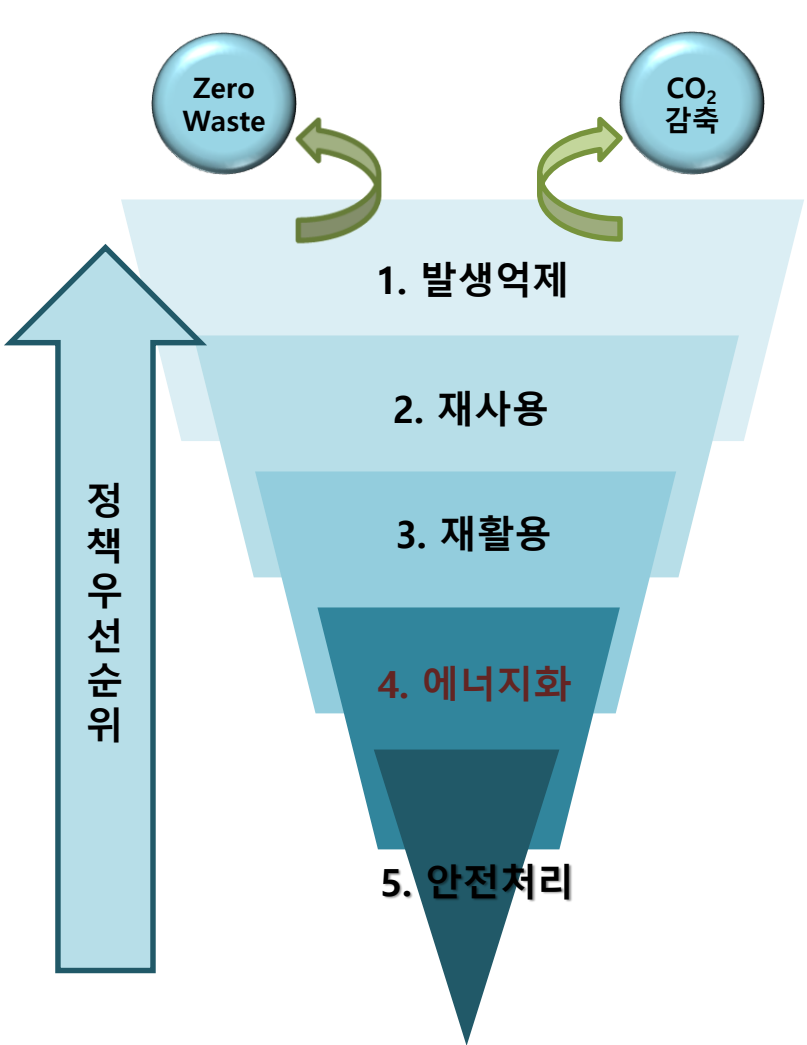 Zero
Waste
CO₂
감축
1. 발생억제
2. 재사용
3. 재활용
4. 에너지화
5. 안전처리
정
책
우
선
순
위